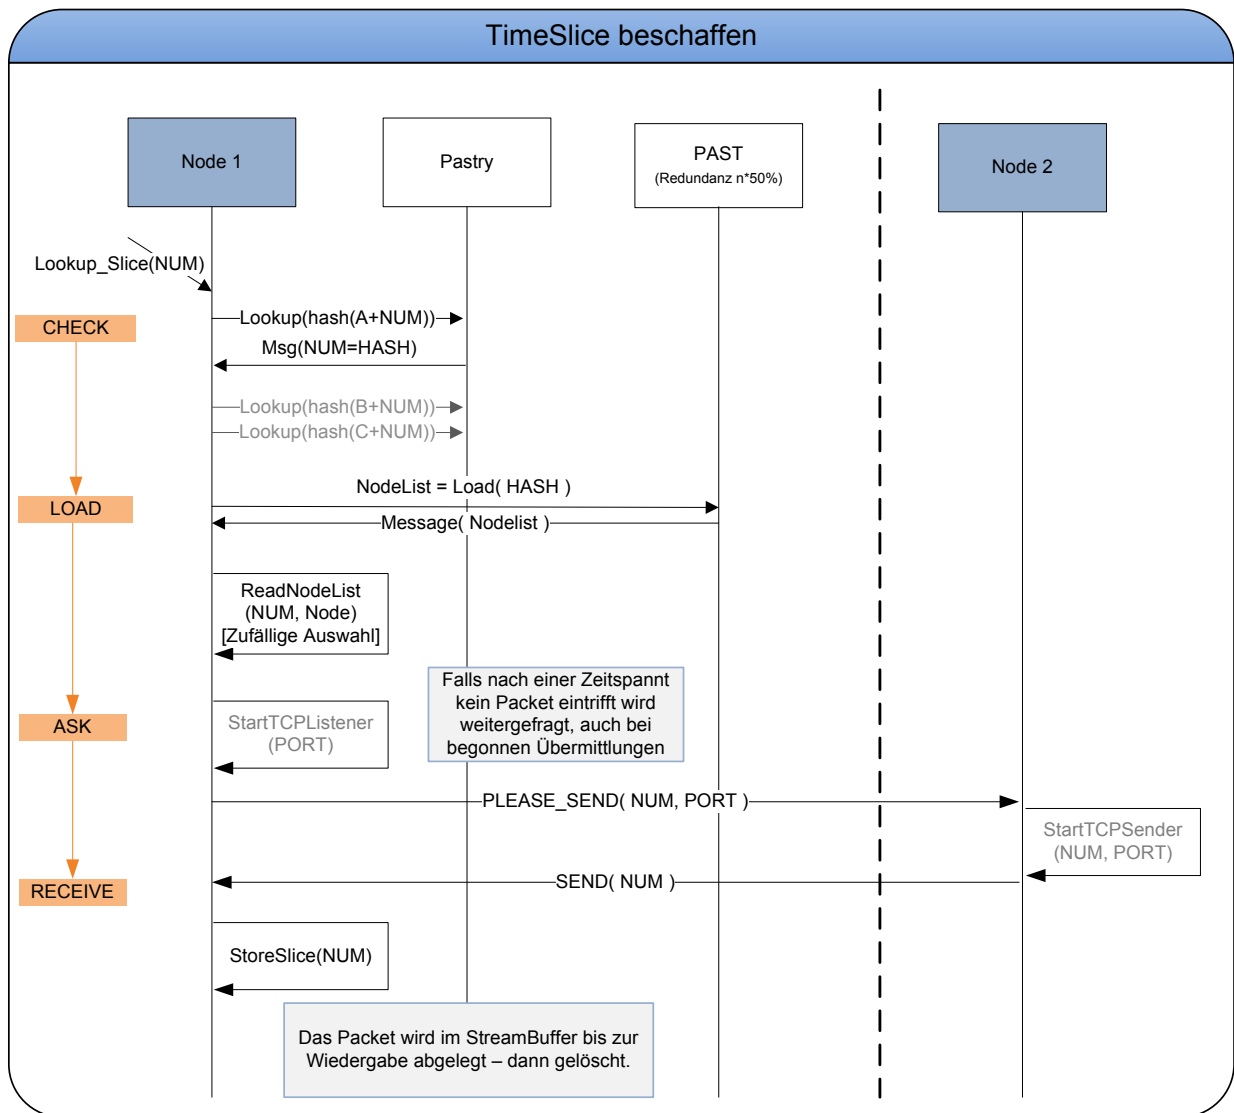 TimeSlice beschaffen
Node 1
Pastry
PAST
(Redundanz n*50%)
Node 2
Lookup_Slice(NUM)
CHECK
Lookup(hash(A+NUM))
Msg(NUM=HASH)
Lookup(hash(B+NUM))
Lookup(hash(C+NUM))
LOAD
NodeList = Load( HASH )
Message( Nodelist )
ReadNodeList
(NUM, Node)
[Zufällige Auswahl]
Falls nach einer Zeitspannt
kein Packet eintrifft wird
weitergefragt, auch bei
begonnen Übermittlungen
ASK
StartTCPListener
(PORT)
PLEASE_SEND( NUM, PORT )
StartTCPSender
(NUM, PORT)
RECEIVE
SEND( NUM )
StoreSlice(NUM)
Das Packet wird im StreamBuffer bis zur
Wiedergabe abgelegt – dann gelöscht.